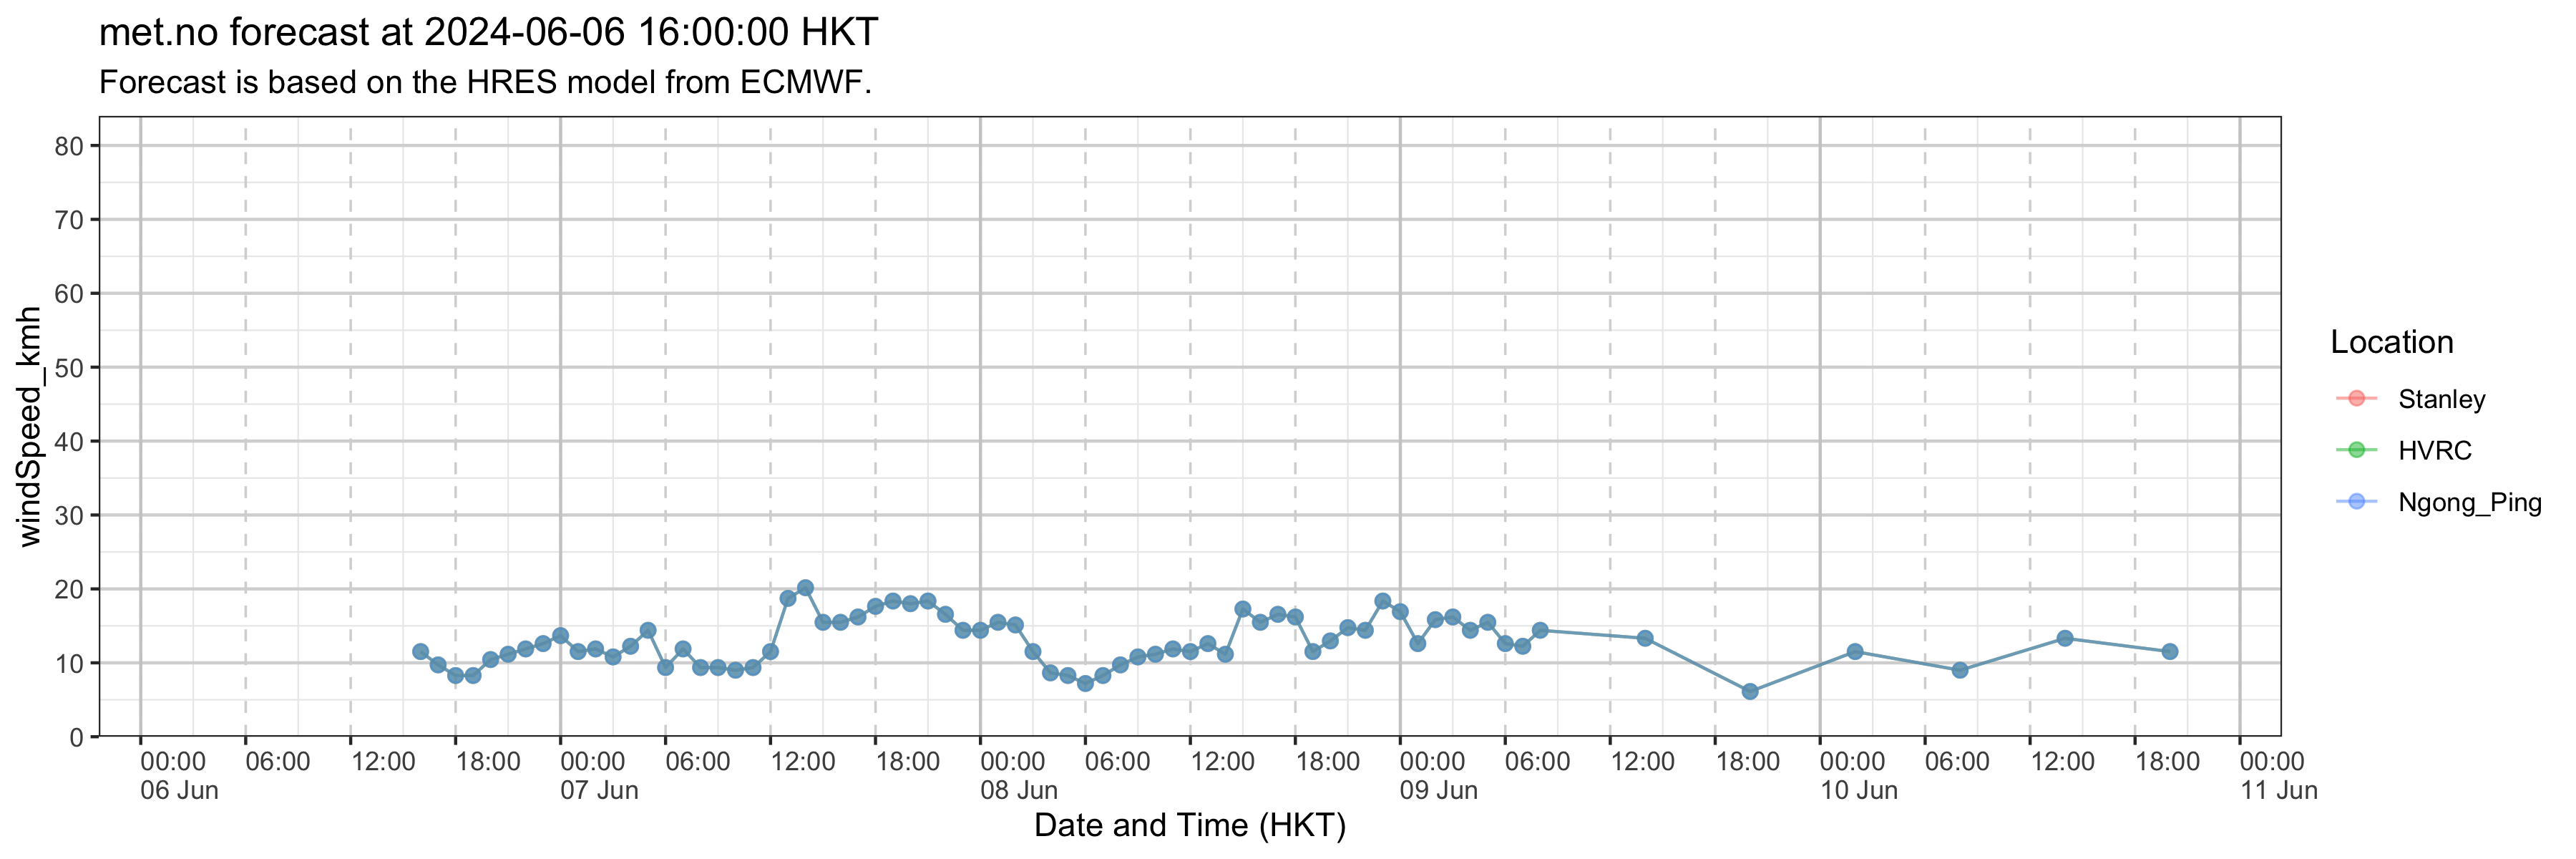 met.no forecast at 2024-06-06 16:00:00 HKT
Forecast is based on the HRES model from ECMWF.
windSpeed_kmh
80
70
60
50
40
30
20
10
0
00:00 06:00 12:00 18:00 00:00 06:00 12:00 18:00 00:00 06:00 12:00 18:00 00:00 06:00 12:00 18:00 00:00 06:00 12:00 18:00 00:00
06 Jun 07 Jun 08 Jun 09 Jun 10 Jun 11 Jun
Date and Time (HKT)
Location
Stanley
HVRC
Ngong_Ping